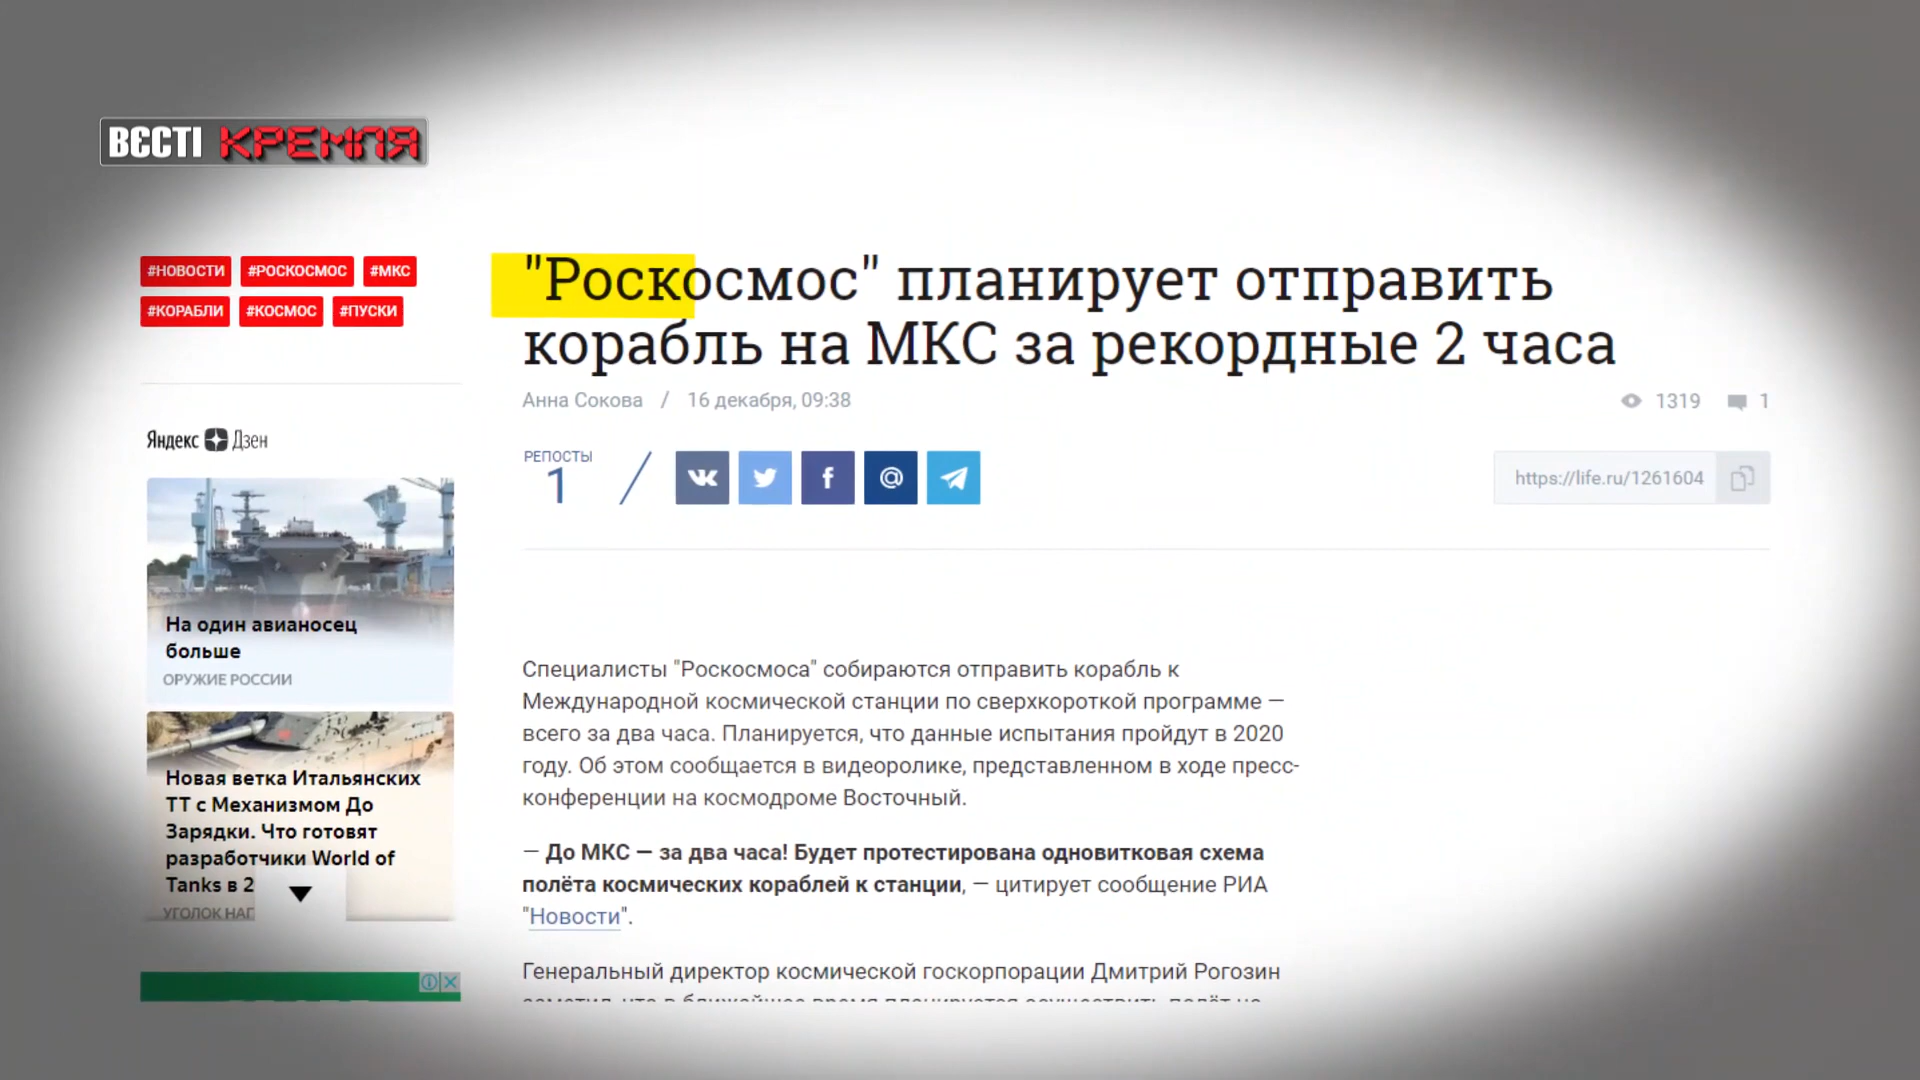 ВЄСТІ КРЕМЛЯ
#НОВОСТИ #РОСКОСМОС #МКС
#КОРАБЛИ #КОСМОС #ПУСКИ
"Роскосмос" планирует отправить
корабль на МКС за рекордные 2 часа
Анна Сокова / 16 декабря, 09:38
1319 1
РЕПОСТЫ
1
https://life.ru/1261604
Яндекс Дзен
На один авианосец
больше
ОРУЖИЕ РОССИИ
Новая ветка Итальянских
ТТ с Механизмом До
Зарядки. Что готовят
разработчики World of
Tanks в 2
УГОЛОК НАГ
Специалисты "Роскосмоса" собираются отправить корабль к
Международной космической станции по сверхкороткой программе —
всего за два часа. Планируется, что данные испытания пройдут в 2020
году. Об этом сообщается в видеоролике, представленном в ходе пресс-
конференции на космодроме Восточный.
— До МКС — за два часа! Будет протестирована одновитковая схема
полёта космических кораблей к станции, — цитирует сообщение РИА
"Новости".
Генеральный директор космической госкорпорации Дмитрий Рогозин